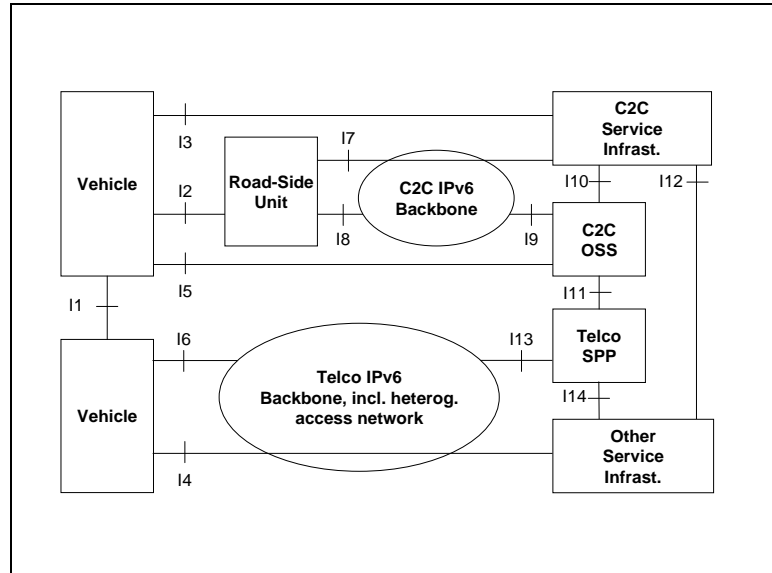 C2C
Service
Infrast.
I3
I7
Vehicle
Road-Side
Unit
I10
I12
I2
C2C IPv6
Backbone
I8
I9
C2C
OSS
I5
I1
I11
I6
I13
Telco
SPP
Telco IPv6
Backbone, incl. heterog.
access network
Vehicle
I14
Other
Service
Infrast.
I4